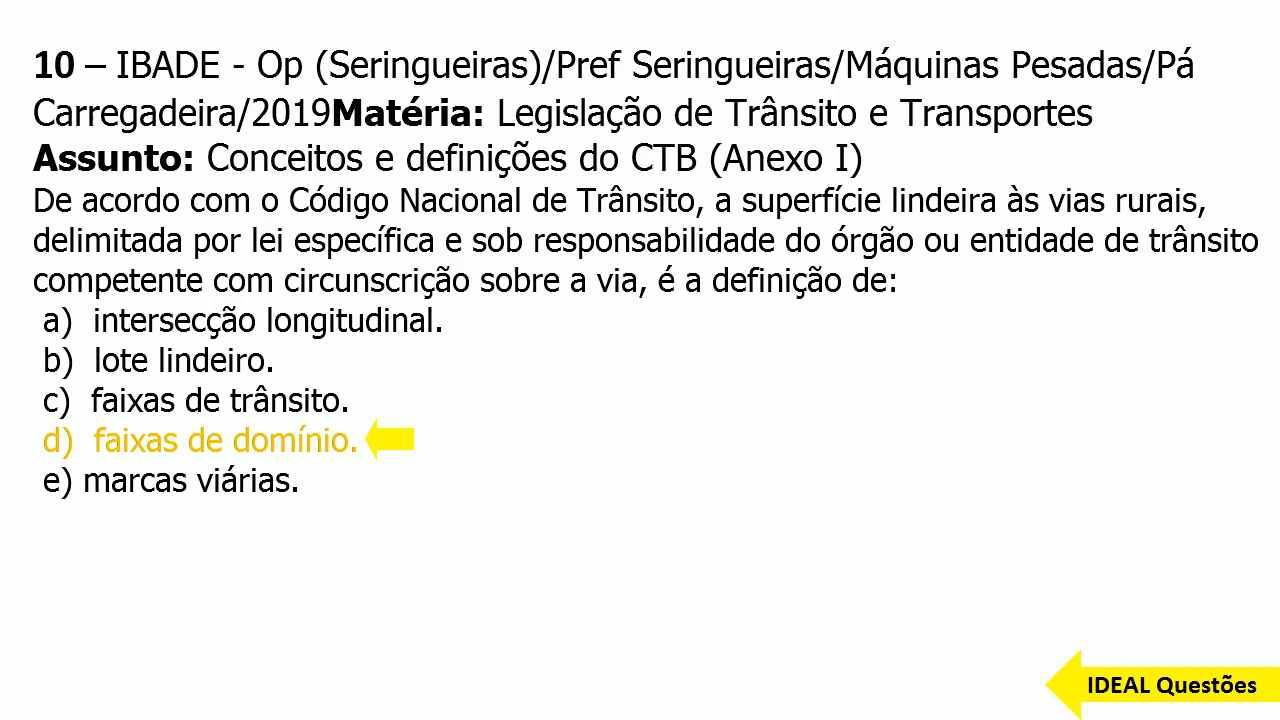 10 – IBADE - Op (Seringueiras)/Pref Seringueiras/Máquinas Pesadas/Pá
Carregadeira/2019Matéria: Legislação de Trânsito e Transportes
Assunto: Conceitos e definições do CTB (Anexo I)
De acordo com o Código Nacional de Trânsito, a superfície lindeira às vias rurais,
delimitada por lei específica e sob responsabilidade do órgão ou entidade de trânsito
competente com circunscrição sobre a via, é a definição de:
a) intersecção longitudinal.
b) lote lindeiro.
c) faixas de trânsito.
d) faixas de domínio.
e) marcas viárias.
IDEAL Questões